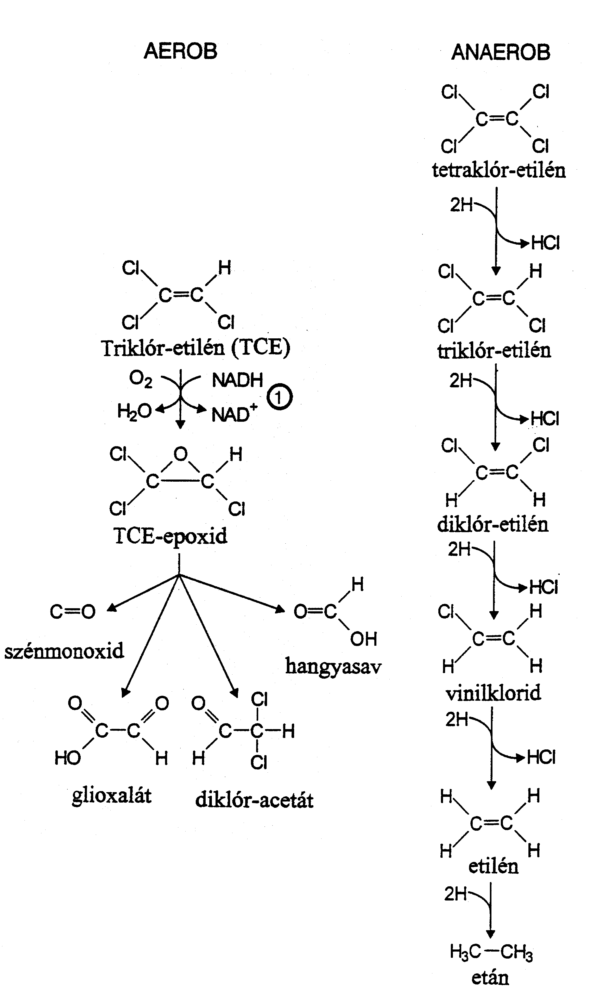 AEROB
Cl H
C=C
Cl Cl
Triklór-etilén (TCE)
O2 NADH
1
H2O NAD+
Cl O H
C C
Cl Cl
TCE-epoxid
C=O
szénmonoxid
H
O=C
OH
hangyasav
O O
C–C
HO H
glioxalát
O Cl
C–C–H
H Cl
diklór-acetát
ANAEROB
Cl Cl
C=C
Cl Cl
tetraklór-etilén
2H
HCl
Cl H
C=C
Cl Cl
triklór-etilén
2H
HCl
Cl Cl
C=C
H H
diklór-etilén
2H
HCl
Cl H
C=C
H H
vinilklorid
2H
HCl
H H
C=C
H H
etilén
2H
H3C–CH3
etán